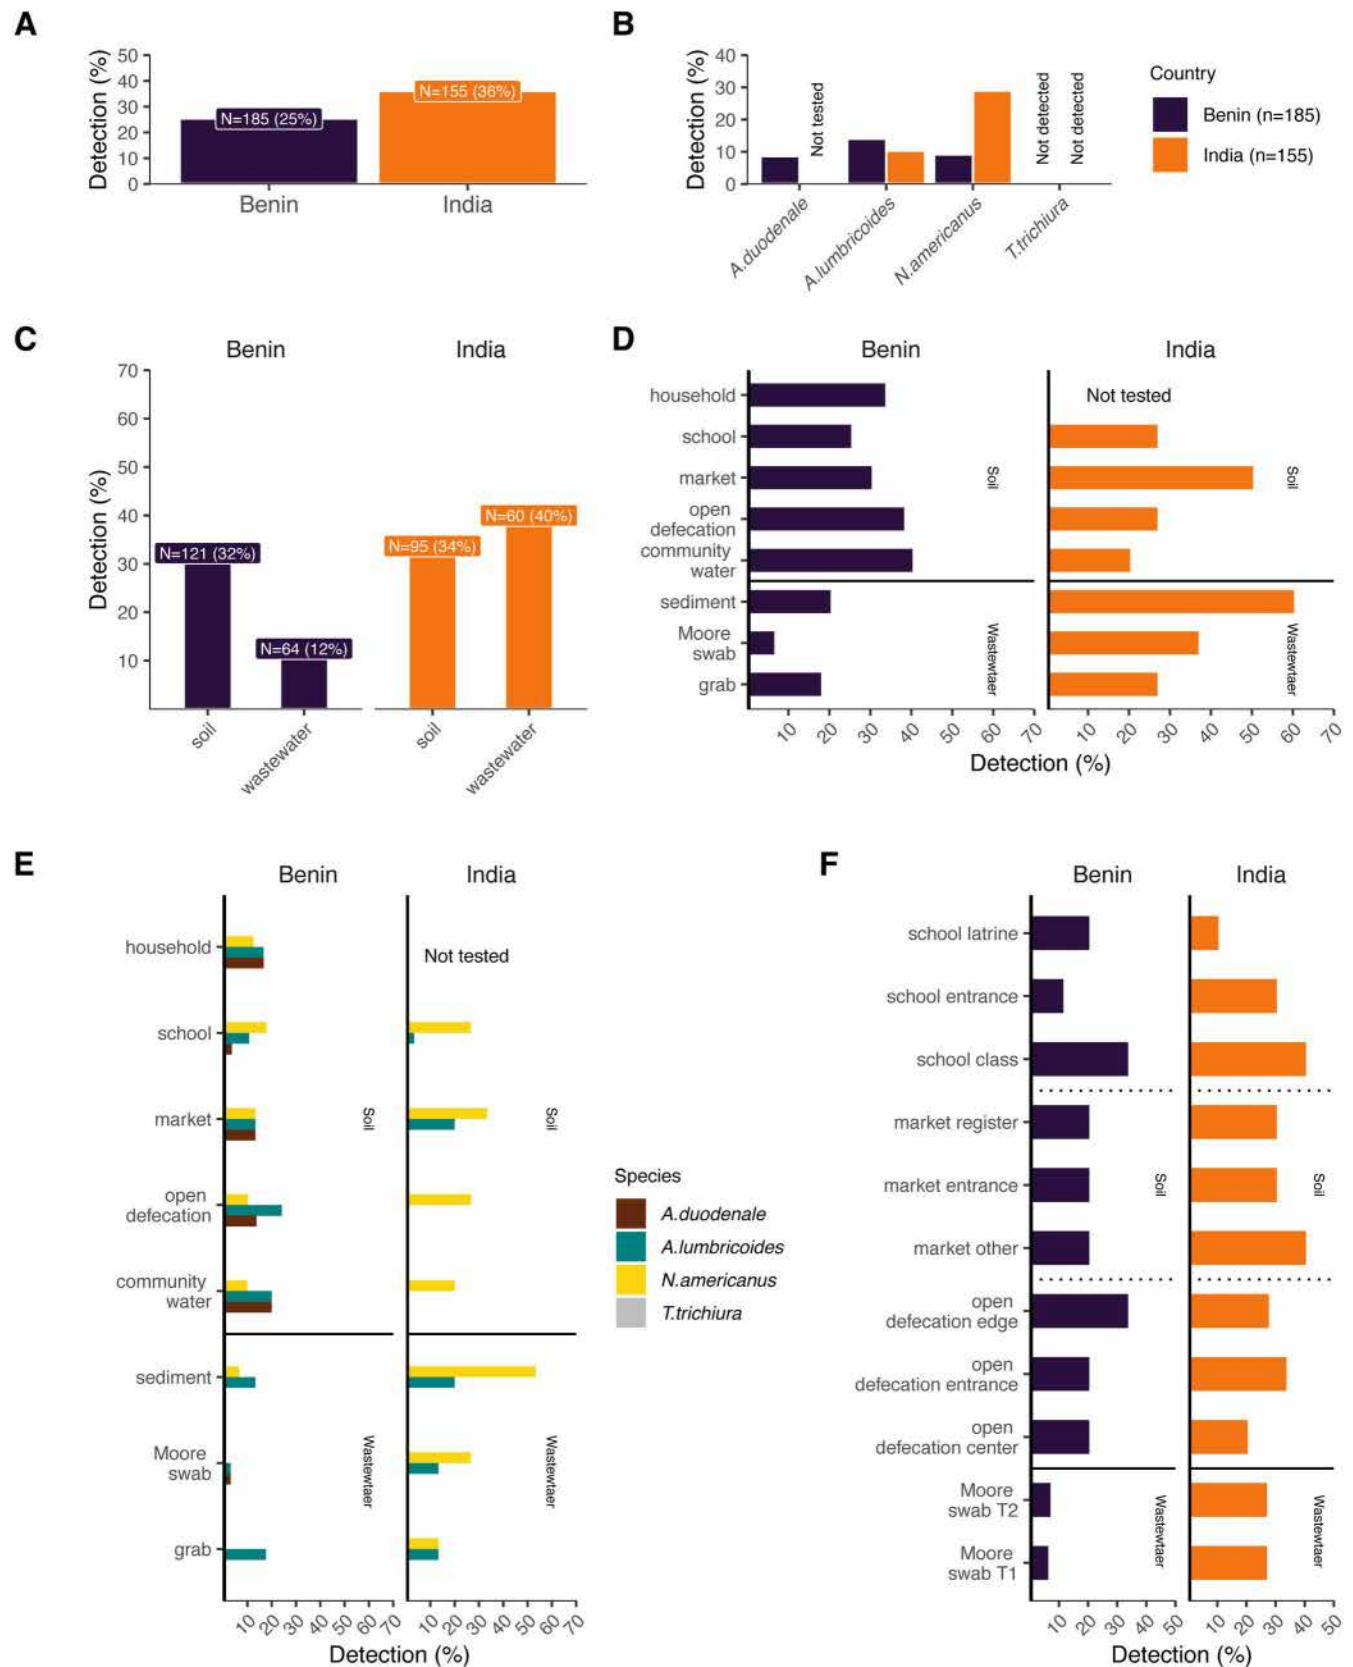 A
Detection (%)
50
40
30
20
10
0
N=185 (25%)
N=155 (36%)
Benin
India
B
Detection (%)
40
30
20
10
0
Not tested
Not detected
Not detected
A.duodenale
A.lumbricoides
N.americanus
T.trichiura
Country
Benin (n=185)
India (n=155)
C
Benin
India
Detection (%)
70
60
50
40
30
20
10
N=121 (32%)
N=64 (12%)
N=95 (34%)
N=60 (40%)
soil
wastewater
soil
wastewater
D
Benin
India
household
school
market
open
defecation
community
water
sediment
Moore
swab
grab
Not tested
Soil
Soil
Wastewtaer
Wastewtaer
10 20 30 40 50 60 70
10 20 30 40 50 60 70
Detection (%)
E
Benin
India
household
school
market
open
defecation
community
water
sediment
Moore
swab
grab
Not tested
Soil
Soil
Wastewtaer
Wastewtaer
10 20 30 40 50 60 70
10 20 30 40 50 60 70
Detection (%)
Species
A.duodenale
A.lumbricoides
N.americanus
T.trichiura
F
Benin
India
school latrine
school entrance
school class
market register
market entrance
market other
open
defecation edge
open
defecation entrance
open
defecation center
Moore
swab T2
Moore
swab T1
Soil
Soil
Wastewtaer
Wastewtaer
10 20 30 40 50
10 20 30 40 50
Detection (%)